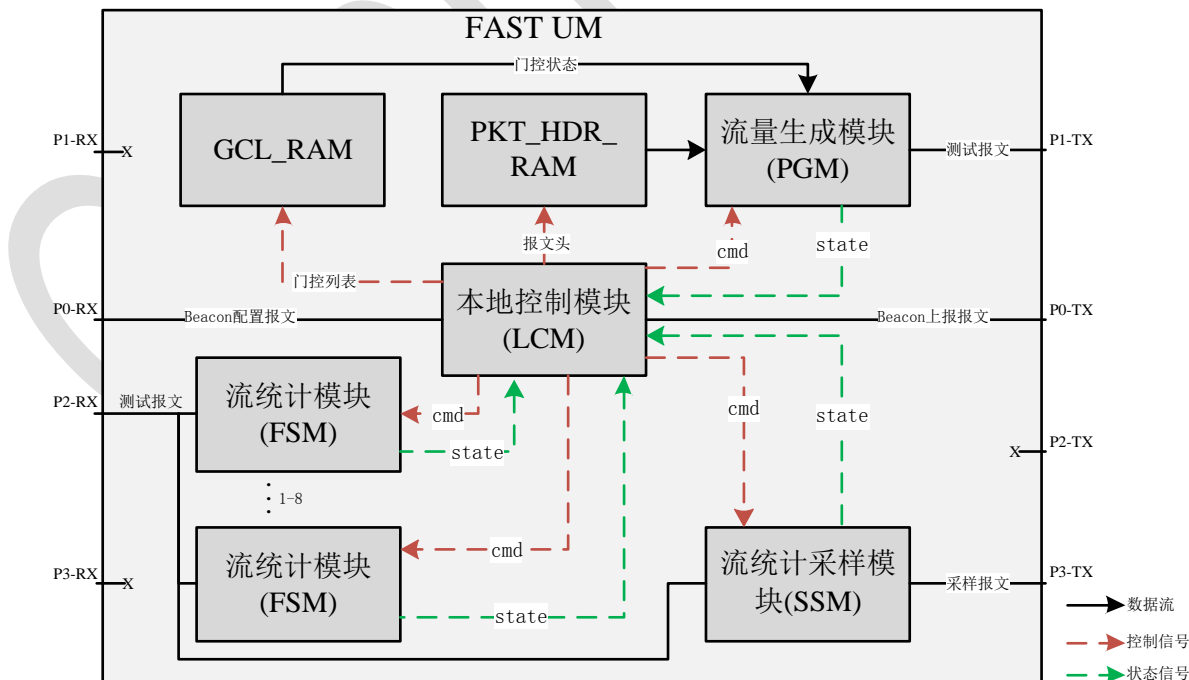 FAST UM
门控状态
GCL_RAM
PKT_HDR_
RAM
流量生成模块
(PGM)
P1-RX
X
测试报文
P1-TX
门控列表
报文头
cmd
state
P0-RX
Beacon配置报文
本地控制模块
(LCM)
Beacon上报报文
P0-TX
P2-RX
测试报文
流统计模块
(FSM)
cmd
state
cmd
state
X
P2-TX
1-8
P3-RX
X
流统计模块
(FSM)
cmd
state
流统计采样模
块(SSM)
采样报文
P3-TX
数据流
控制信号
状态信号